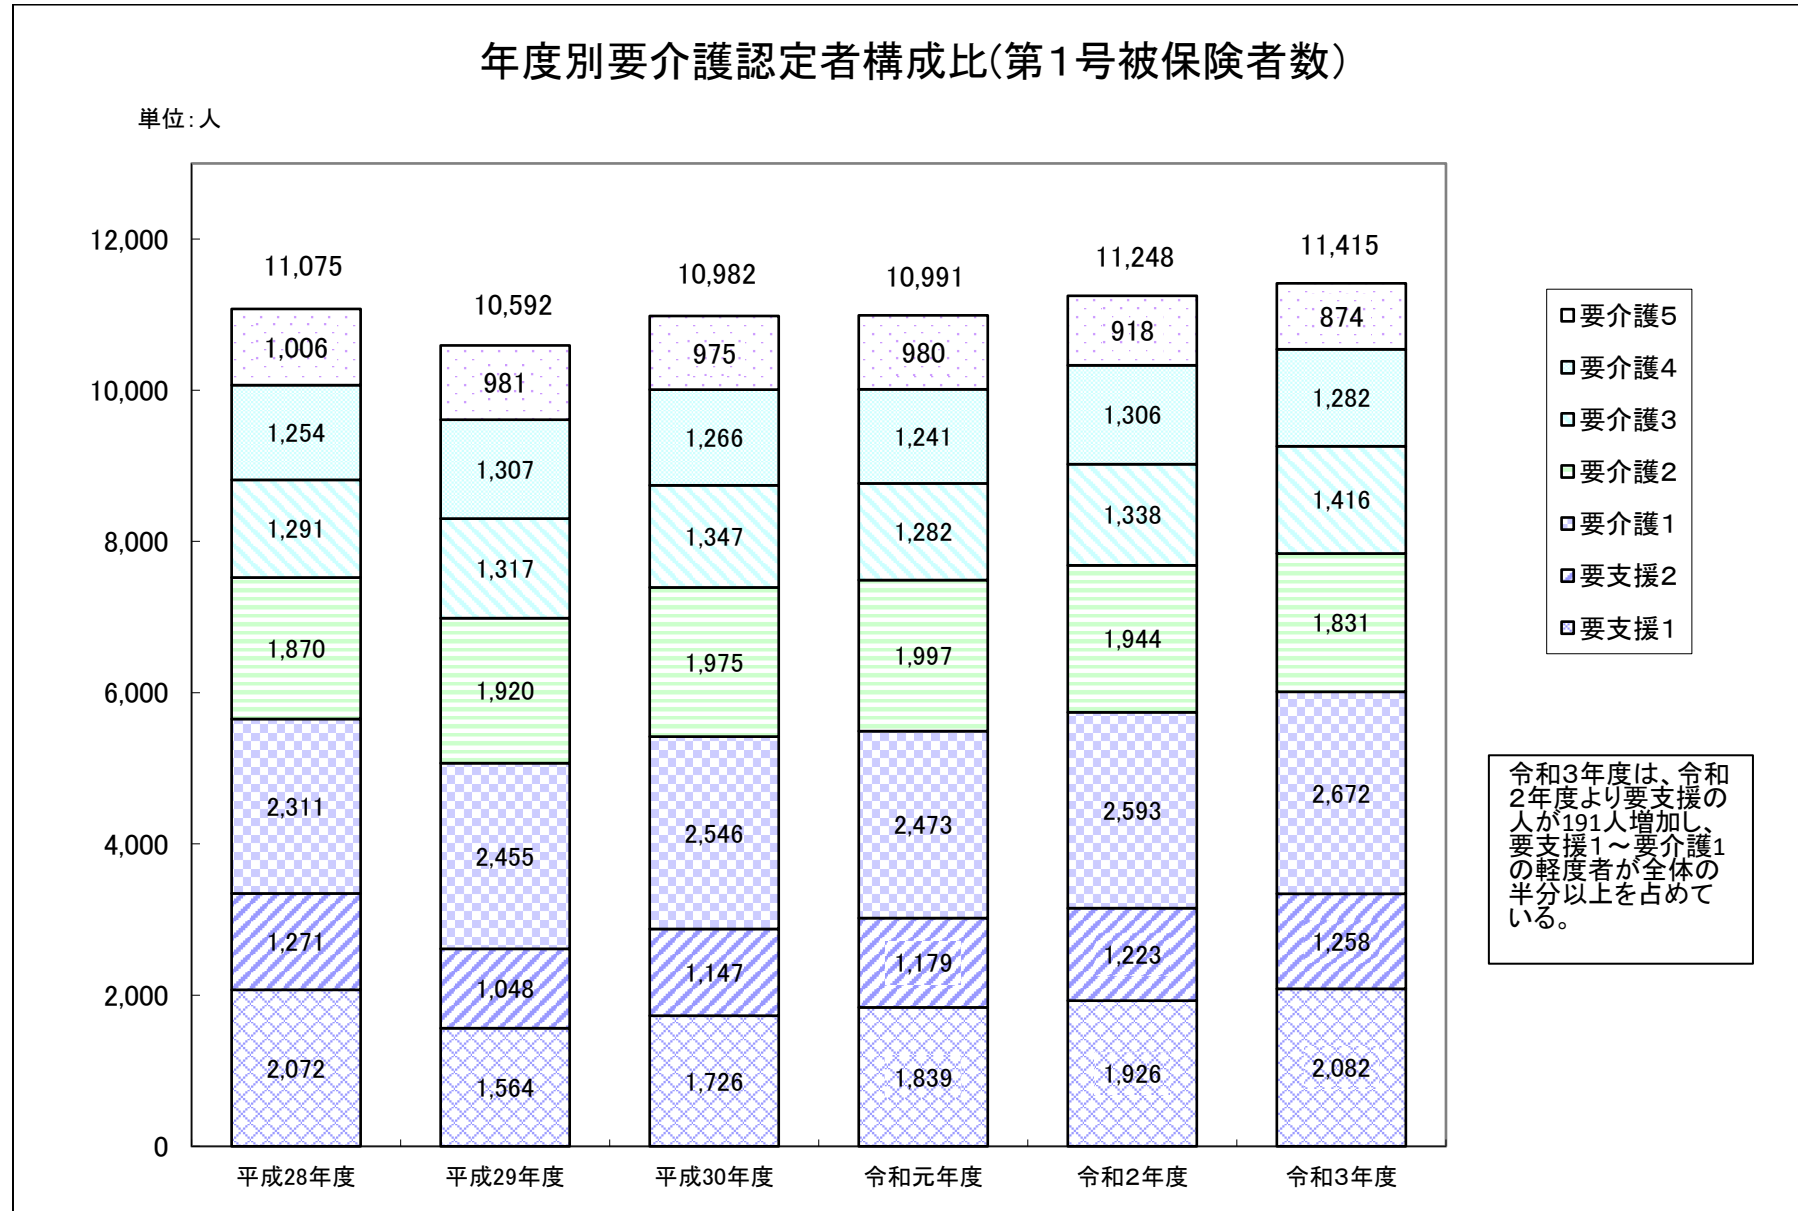 年度別要介護認定者構成比(第1号被保険者数)
単位:人
12,000
10,000
8,000
6,000
4,000
2,000
0
11,075
1,006
1,254
1,291
1,870
2,311
1,271
2,072
10,592
981
1,307
1,317
1,920
2,455
1,048
1,564
10,982
975
1,266
1,347
1,975
2,546
1,147
1,726
10,991
980
1,241
1,282
1,997
2,473
1,179
1,839
11,248
918
1,306
1,338
1,944
2,593
1,223
1,926
11,415
874
1,282
1,416
1,831
2,672
1,258
2,082
平成28年度
平成29年度
平成30年度
令和元年度
令和2年度
令和3年度
要介護5
要介護4
要介護3
要介護2
要介護1
要支援2
要支援1
令和3年度は、令和
2年度より要支援の
人が191人増加し、
要支援1~要介護1
の軽度者が全体の
半分以上を占めて
いる。